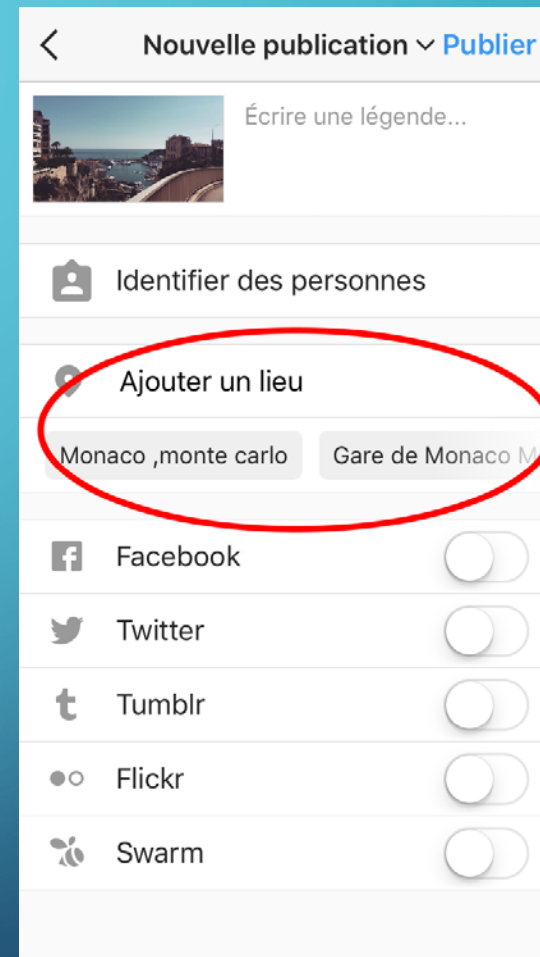 Nouvelle publication Publier
Écrire une légende...
Identifier des personnes
Ajouter un lieu
Monaco ,monte carlo Gare de Monaco
Facebook
Twitter
Tumblr
Flickr
Swarm